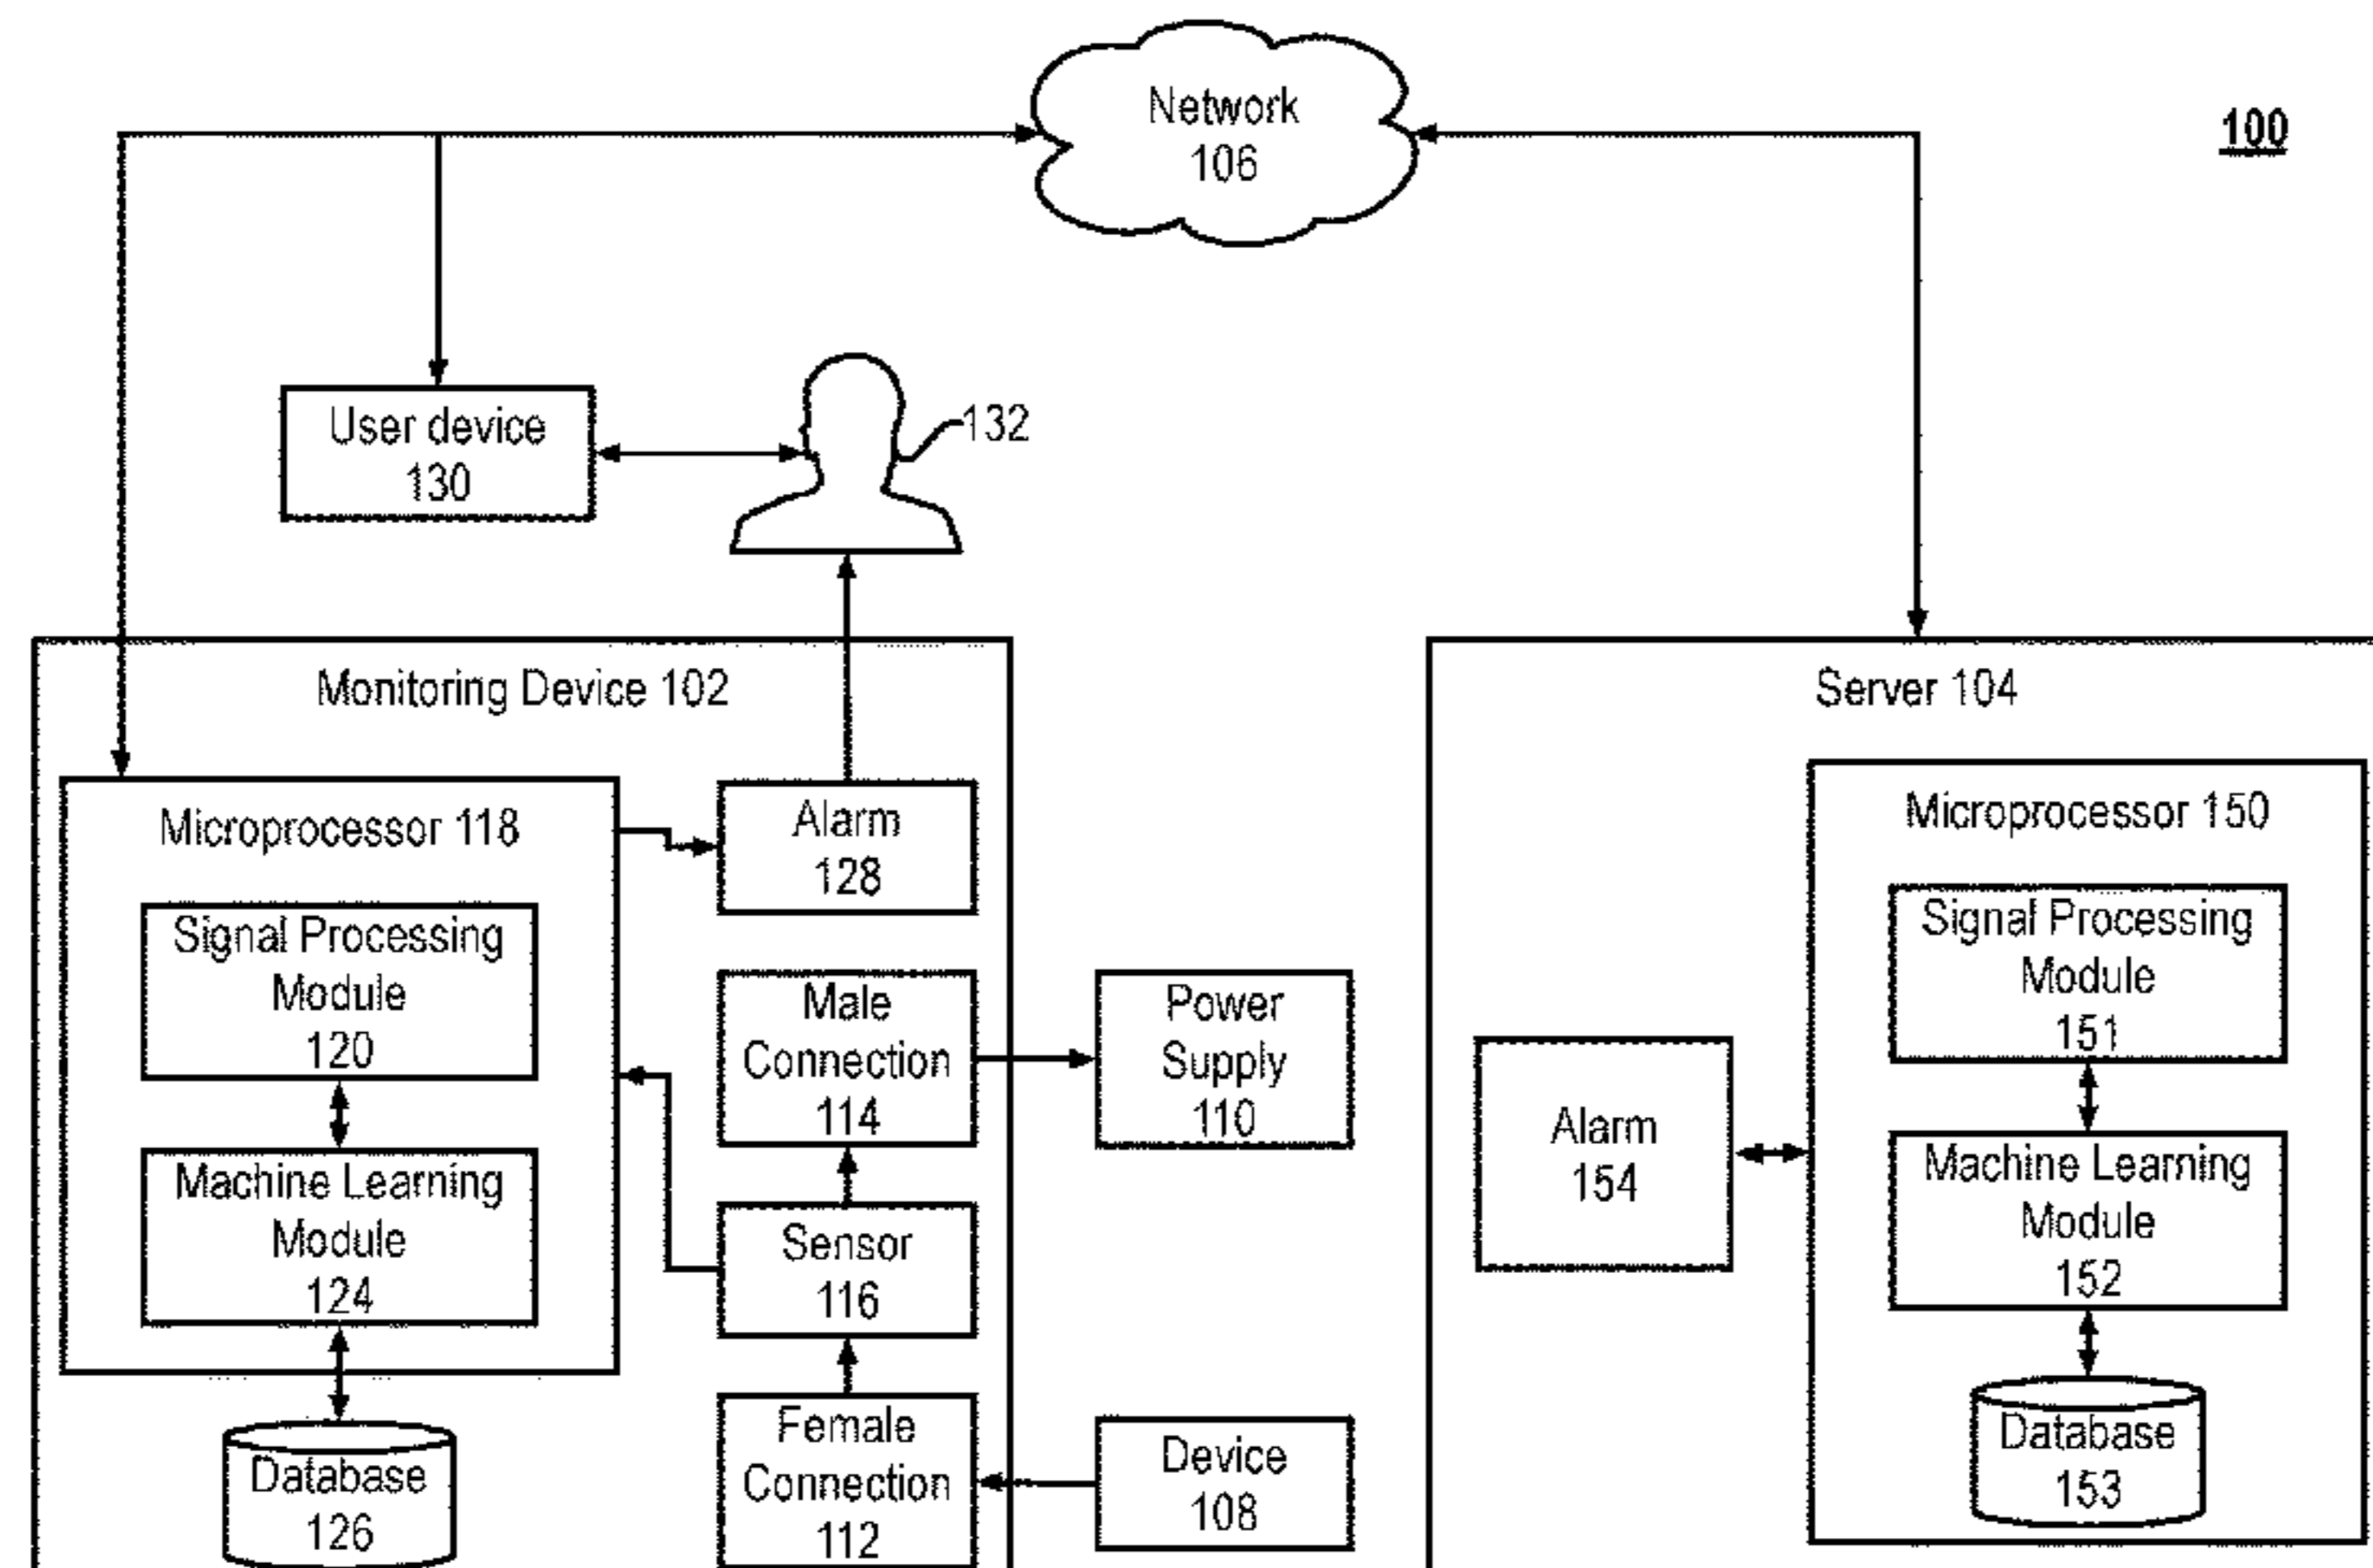 Network
106
100
User device
130
132
Monitoring Device 102
Server 104
Microprocessor 118
Alarm
128
Microprocessor 150
Signal Processing
Module
120
Signal Processing
Module
151
Male
Connection
114
Power
Supply
110
Alarm
154
Machine Learning
Module
124
Machine Learning
Module
152
Sensor
116
Database
126
Female
Connection
112
Device
108
Database
153